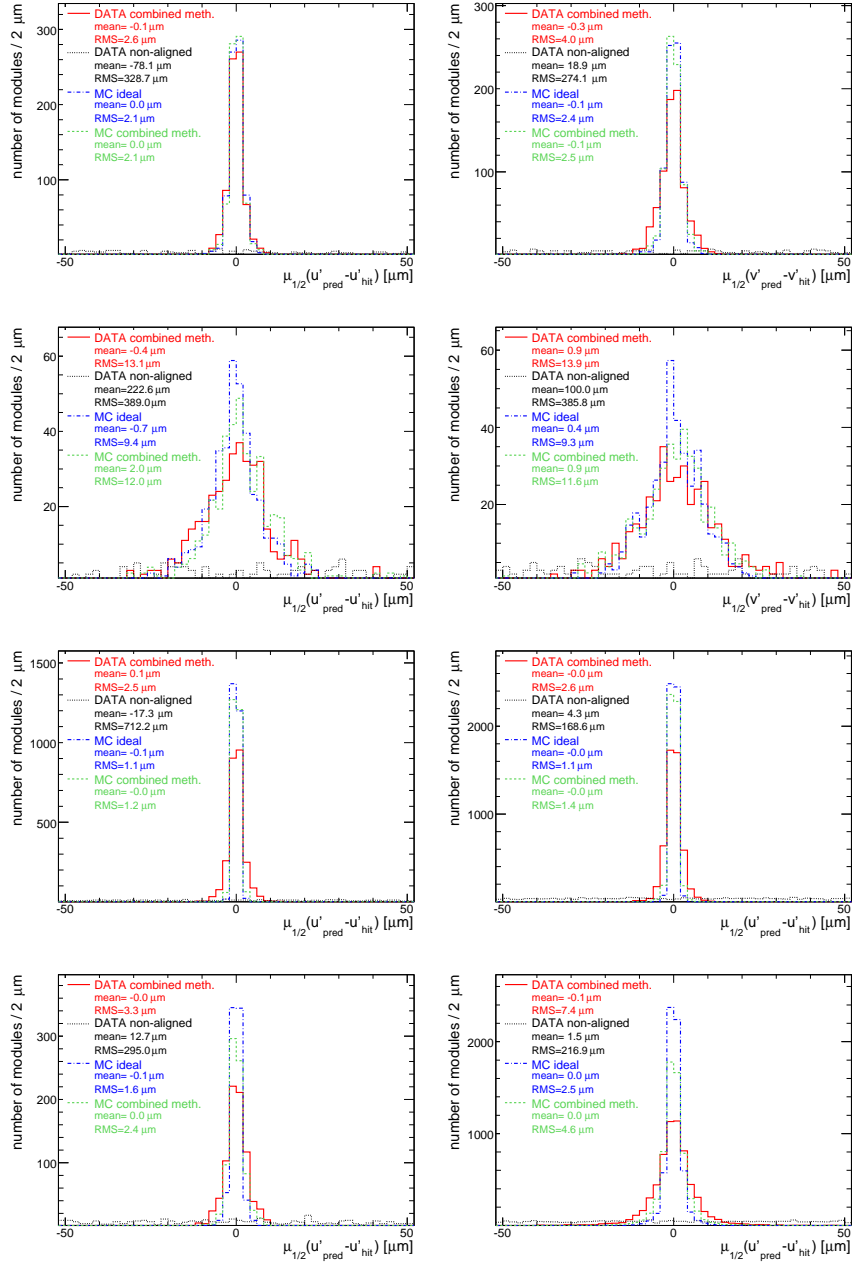 number of modules / 2 μm
300
200
100
DATA combined meth.
mean= -0.1 μm
RMS=2.6 μm
DATA non-aligned
mean= -78.1 μm
RMS=328.7 μm
MC ideal
mean= 0.0 μm
RMS=2.1 μm
MC combined meth.
mean= 0.0 μm
RMS=2.1 μm
-50 0 50
μ1/2(u'pred-u'hit) [μm]
number of modules / 2 μm
300
200
100
DATA combined meth.
mean= -0.3 μm
RMS=4.0 μm
DATA non-aligned
mean= 18.9 μm
RMS=274.1 μm
MC ideal
mean= -0.1 μm
RMS=2.4 μm
MC combined meth.
mean= -0.1 μm
RMS=2.5 μm
-50 0 50
μ1/2(v'pred-v'hit) [μm]
number of modules / 2 μm
60
40
20
DATA combined meth.
mean= -0.4 μm
RMS=13.1 μm
DATA non-aligned
mean=222.6 μm
RMS=389.0 μm
MC ideal
mean= -0.7 μm
RMS=9.4 μm
MC combined meth.
mean= 2.0 μm
RMS=12.0 μm
-50 0 50
μ1/2(u'pred-u'hit) [μm]
number of modules / 2 μm
60
40
20
DATA combined meth.
mean= 0.9 μm
RMS=13.9 μm
DATA non-aligned
mean=100.0 μm
RMS=385.8 μm
MC ideal
mean= 0.4 μm
RMS=9.3 μm
MC combined meth.
mean= 0.9 μm
RMS=11.6 μm
-50 0 50
μ1/2(v'pred-v'hit) [μm]
number of modules / 2 μm
1500
1000
500
DATA combined meth.
mean= 0.1 μm
RMS=2.5 μm
DATA non-aligned
mean= -17.3 μm
RMS=712.2 μm
MC ideal
mean= -0.1 μm
RMS=1.1 μm
MC combined meth.
mean= -0.0 μm
RMS=1.2 μm
-50 0 50
μ1/2(u'pred-u'hit) [μm]
number of modules / 2 μm
2000
1000
DATA combined meth.
mean= -0.0 μm
RMS=2.6 μm
DATA non-aligned
mean= 4.3 μm
RMS=168.6 μm
MC ideal
mean= -0.0 μm
RMS=1.1 μm
MC combined meth.
mean= -0.0 μm
RMS=1.4 μm
-50 0 50
μ1/2(u'pred-u'hit) [μm]
number of modules / 2 μm
300
200
100
DATA combined meth.
mean= -0.0 μm
RMS=3.3 μm
DATA non-aligned
mean= 12.7 μm
RMS=295.0 μm
MC ideal
mean= -0.1 μm
RMS=1.6 μm
MC combined meth.
mean= 0.0 μm
RMS=2.4 μm
-50 0 50
μ1/2(u'pred-u'hit) [μm]
number of modules / 2 μm
2000
1000
DATA combined meth.
mean= -0.1 μm
RMS=7.4 μm
DATA non-aligned
mean= 1.5 μm
RMS=216.9 μm
MC ideal
mean= 0.0 μm
RMS=2.5 μm
MC combined meth.
mean= 0.0 μm
RMS=4.6 μm
-50 0 50
μ1/2(u'pred-u'hit) [μm]